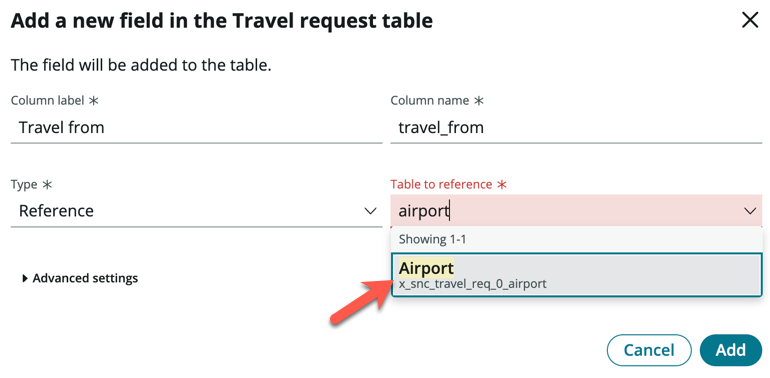 Add a new field in the Travel request table
The field will be added to the table.
Column label *
Column name *
Travel from
travel_from
Type *
Table to reference *
Reference
airport
Showing 1-1
Airport
x_snc_travel_req_0_airport
Advanced settings
Cancel
Add